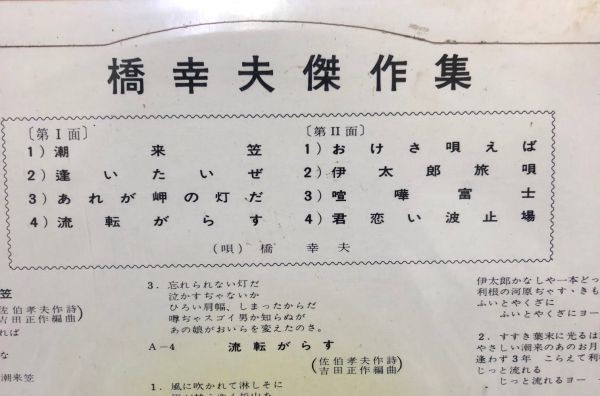 橋幸夫傑作集
〔第Ⅰ面〕
1）潮来笠
2）逢いたいぜ
3）あれが岬の灯だ
4）流転がらす
〔第Ⅱ面〕
1）おけさ唄えば
2）伊太郎旅唄
3）喧嘩富士
4）君恋い波止場
（唄）橋幸夫
笠
（佐伯孝夫作詩
吉田正作編曲）
れば
な
潮来笠
3．忘れられない灯だ
泣かすぢゃないか
ひろい肩幅、しまったからだ
噂ぢゃスゴイ男か知らぬが
あの娘がおいらを変えたのさ。
A−4 流転がらす
（佐伯孝夫作詩
吉田正作編曲）
1．風に吹かれて淋しそに
伊太郎かなしや一本どっ
利根の河原ぢゃす・きも
ふいとやくざに
ふいとやくざにヨー
2．すすき葉末に光るは
やさしい潮来のあのお月
逢わず3年 こらえて利根
じっと流れる
じっと流れるヨー